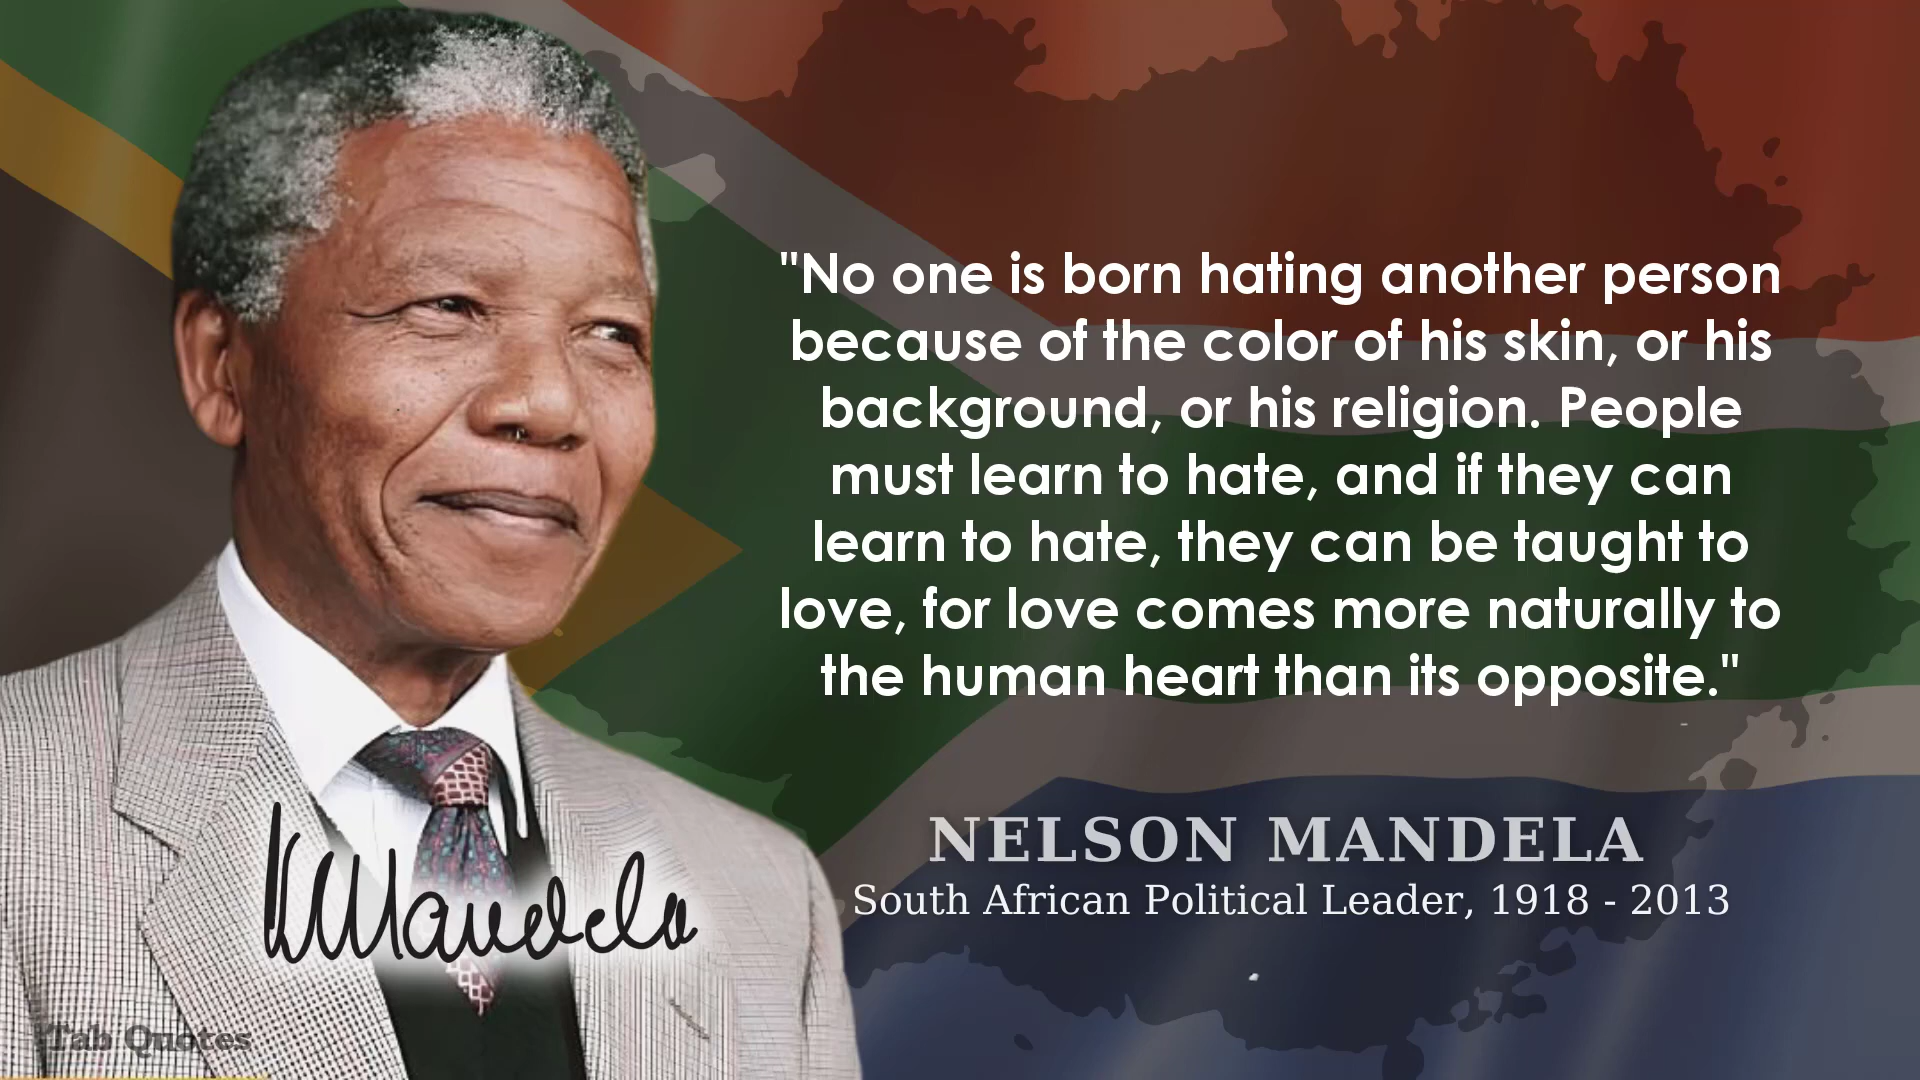 "No one is born hating another person
because of the color of his skin, or his
background, or his religion. People
must learn to hate, and if they can
learn to hate, they can be taught to
love, for love comes more naturally to
the human heart than its opposite."
NELSON MANDELA
South African Political Leader, 1918 - 2013
Mandela
Tab Quotes